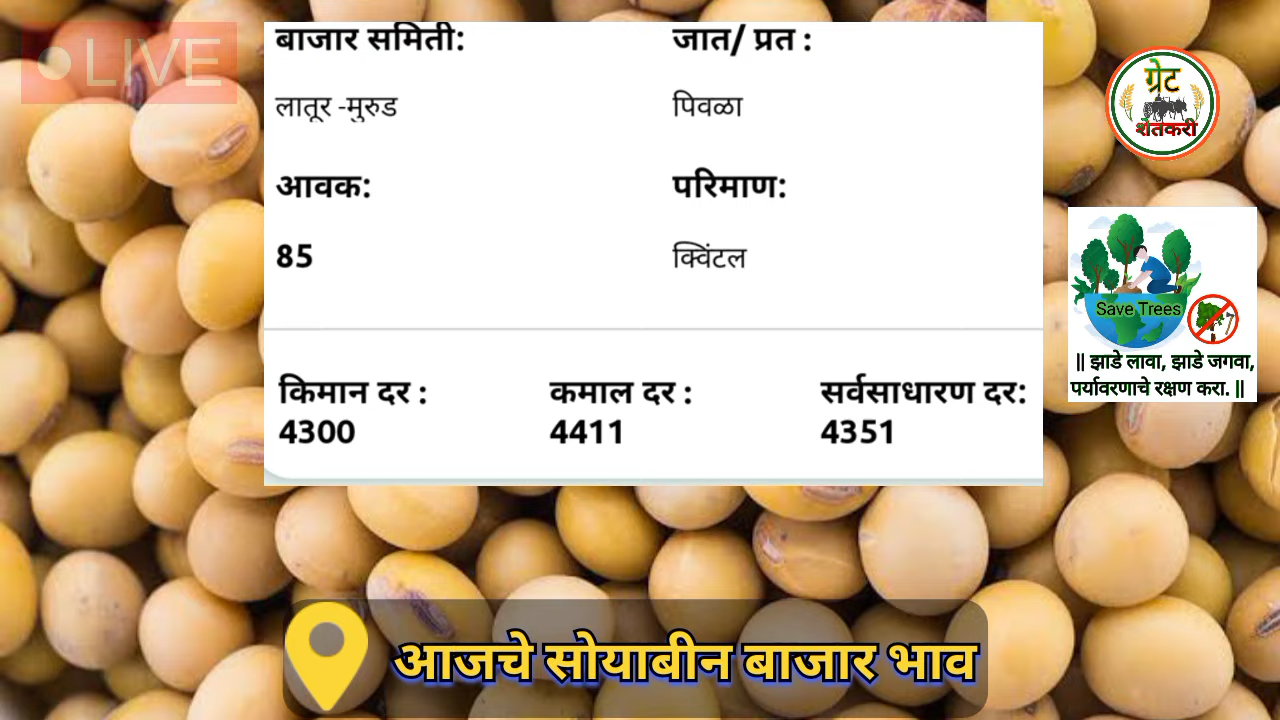 LIVE
बाजार समिती:
जात/ प्रत :
लातूर -मुरुड
पिवळा
आवक:
परिमाण:
85
क्विंटल
किमान दर :
कमाल दर :
सर्वसाधारण दर:
4300
4411
4351
ग्रेट
शेतकरी
Save Trees
|| झाडे लावा, झाडे जगवा,
पर्यावरणाचे रक्षण करा. ||
आजचे सोयाबीन बाजार भाव